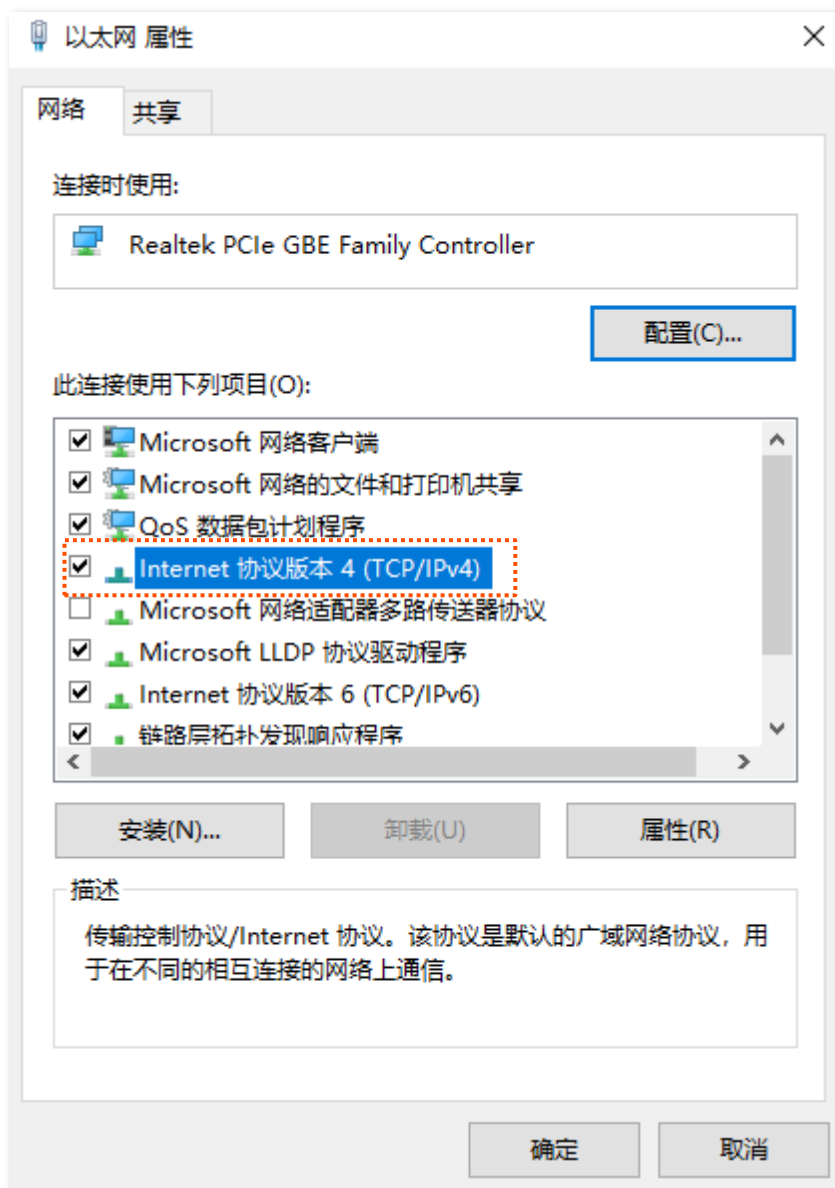 以太网 属性
网络
共享
连接时使用:
Realtek PCIe GBE Family Controller
配置(C)...
此连接使用下列项目(O):
Microsoft 网络客户端
Microsoft 网络的文件和打印机共享
QoS 数据包计划程序
Internet 协议版本 4 (TCP/IPv4)
Microsoft 网络适配器多路传送器协议
Microsoft LLDP 协议驱动程序
Internet 协议版本 6 (TCP/IPv6)
链路层拓扑发现响应程序
安装(N)...
卸载(U)
属性(R)
描述
传输控制协议/Internet 协议。该协议是默认的广域网络协议，用
于在不同的相互连接的网络上通信。
确定
取消